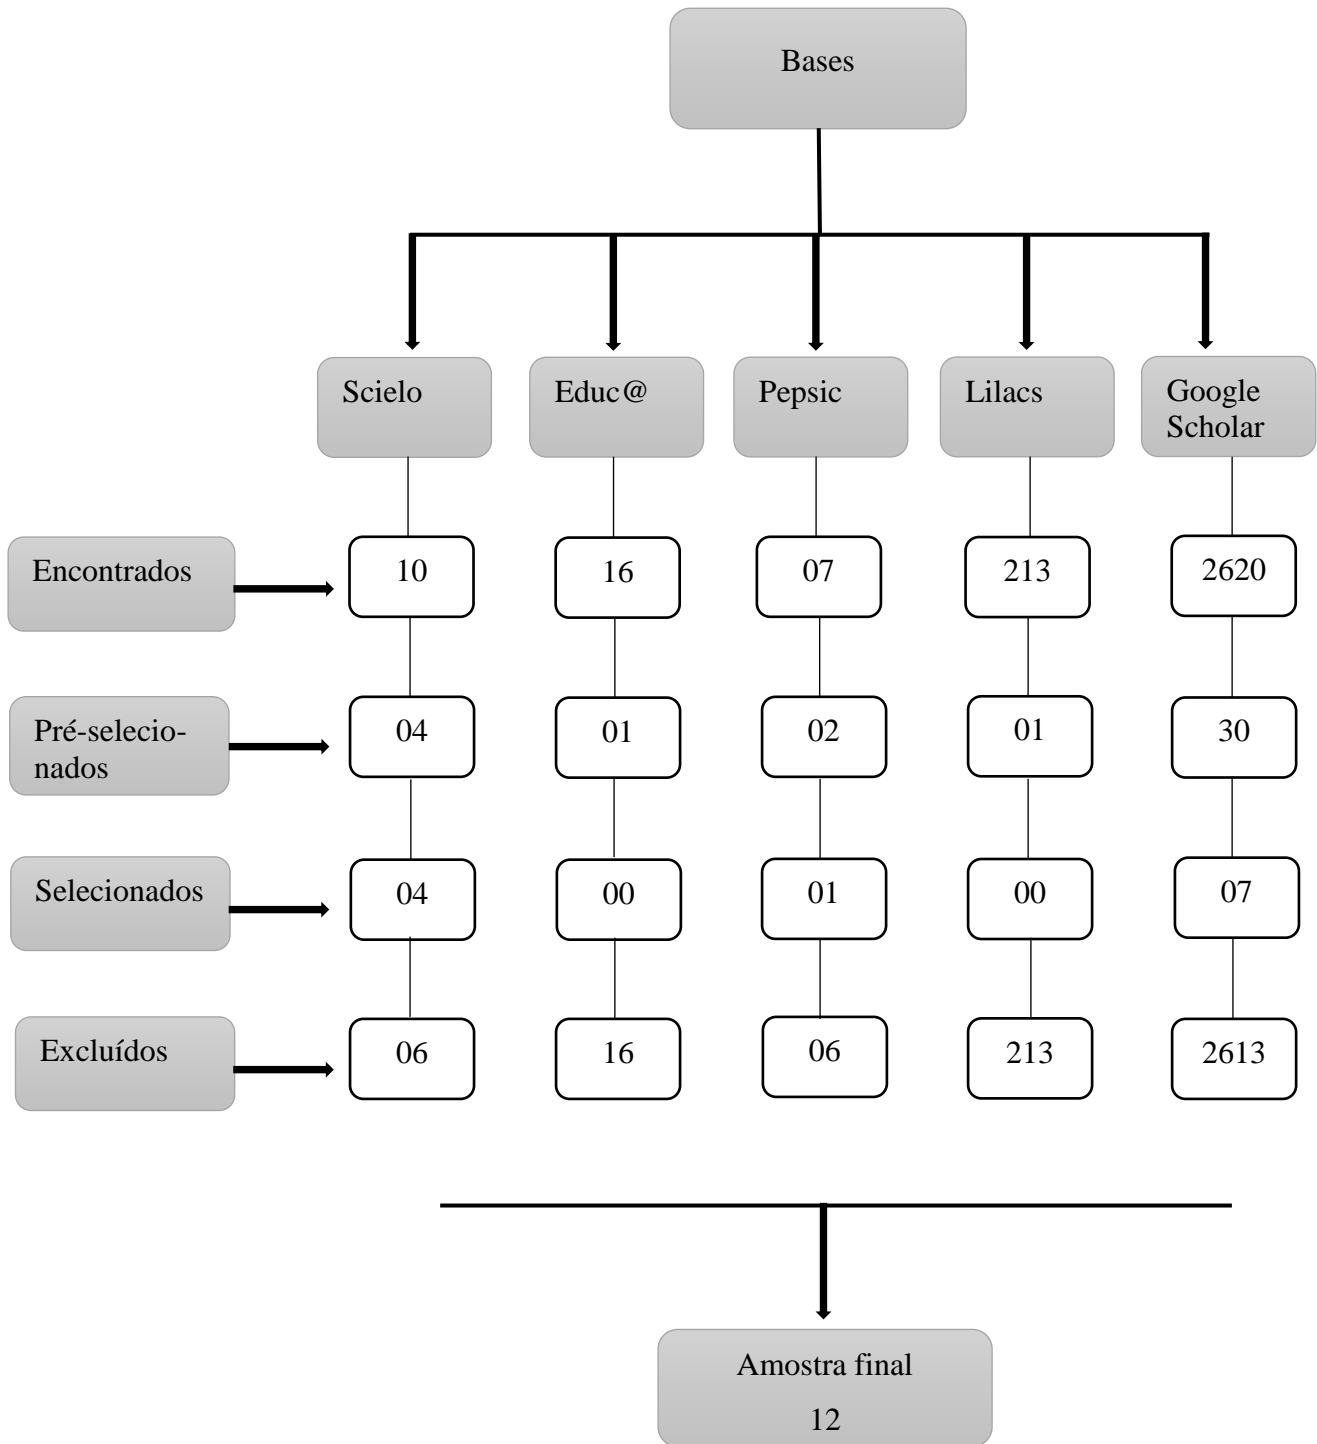 Bases
Scielo
Educ@
Pepsic
Lilacs
Google
Scholar
Encontrados
10
16
07
213
2620
Pré-selecio-
nados
04
01
02
01
30
Selecionados
04
00
01
00
07
Excluídos
06
16
06
213
2613
Amostra final
12